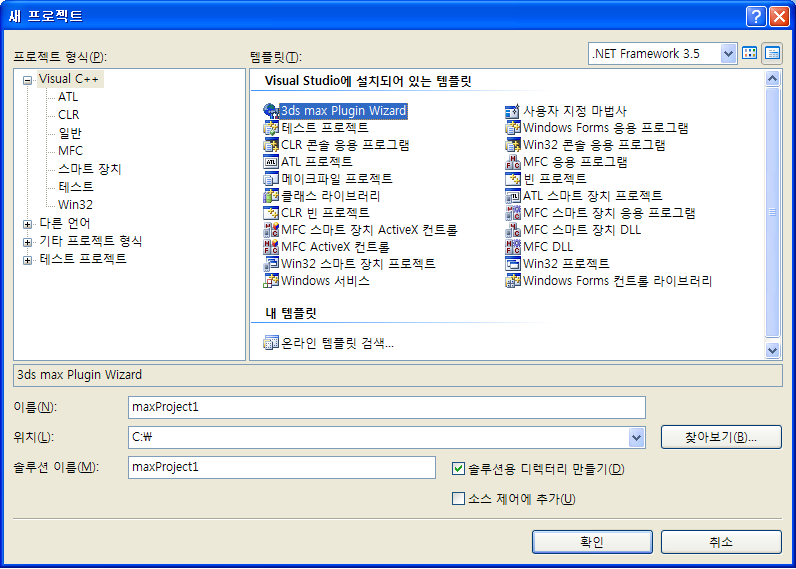 새 프로젝트
프로젝트 형식(P):
템플릿(T):
.NET Framework 3.5
Visual C++
ATL
CLR
일반
MFC
스마트 장치
테스트
Win32
다른 언어
기타 프로젝트 형식
테스트 프로젝트
Visual Studio에 설치되어 있는 템플릿
3ds max Plugin Wizard
사용자 지정 마법사
테스트 프로젝트
Windows Forms 응용 프로그램
CLR 콘솔 응용 프로그램
Win32 콘솔 응용 프로그램
ATL 프로젝트
MFC 응용 프로그램
메이크파일 프로젝트
빈 프로젝트
클래스 라이브러리
ATL 스마트 장치 프로젝트
CLR 빈 프로젝트
MFC 스마트 장치 응용 프로그램
MFC 스마트 장치 ActiveX 컨트롤
MFC 스마트 장치 DLL
MFC ActiveX 컨트롤
MFC DLL
Win32 스마트 장치 프로젝트
Win32 프로젝트
Windows 서비스
Windows Forms 컨트롤 라이브러리
내 템플릿
온라인 템플릿 검색...
3ds max Plugin Wizard
이름(N):
maxProject1
위치(L):
C:₩
찾아보기(B)...
솔루션 이름(M):
maxProject1
솔루션용 디렉터리 만들기(D)
소스 제어에 추가(U)
확인
취소